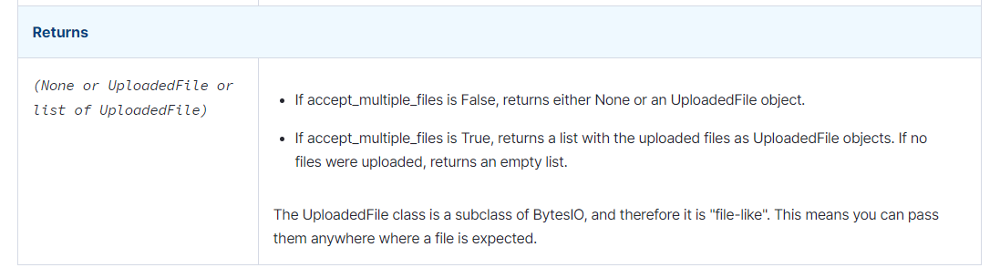 Returns
(None or UploadedFile or
list of UploadedFile)
• If accept_multiple_files is False, returns either None or an UploadedFile object.
• If accept_multiple_files is True, returns a list with the uploaded files as UploadedFile objects. If no
files were uploaded, returns an empty list.
The UploadedFile class is a subclass of BytesIO, and therefore it is "file-like". This means you can pass
them anywhere where a file is expected.